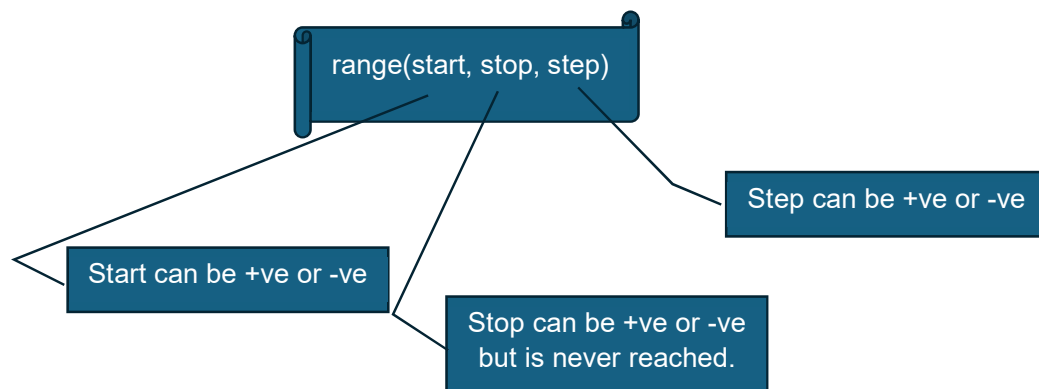 range(start, stop, step)
Step can be +ve or -ve
Start can be +ve or -ve
Stop can be +ve or -ve
but is never reached.